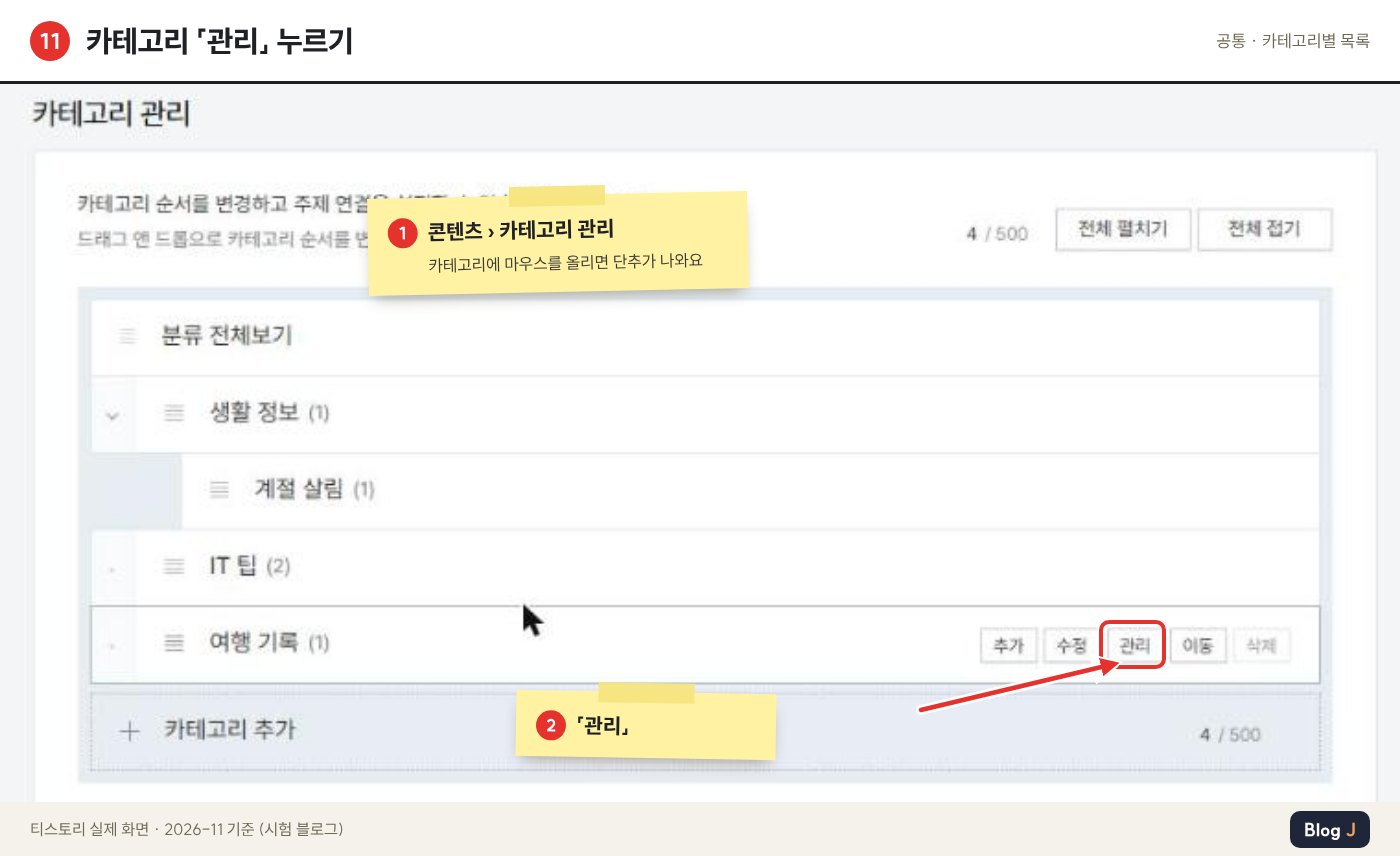 11 카테고리 「관리」 누르기
공통 · 카테고리별 목록
카테고리 관리
카테고리 순서를 변경하고 주제 연결
드래그 앤 드롭으로 카테고리 순서를
4 / 500
전체 펼치기
전체 접기
1 콘텐츠 › 카테고리 관리
카테고리에 마우스를 올리면 단추가 나와요
분류 전체보기
생활 정보 (1)
계절 살림 (1)
IT 팁 (2)
여행 기록 (1)
추가 수정 관리 이동 삭제
2 「관리」
카테고리 추가
4 / 500
티스토리 실제 화면 · 2026-11 기준 (시험 블로그)
Blog J